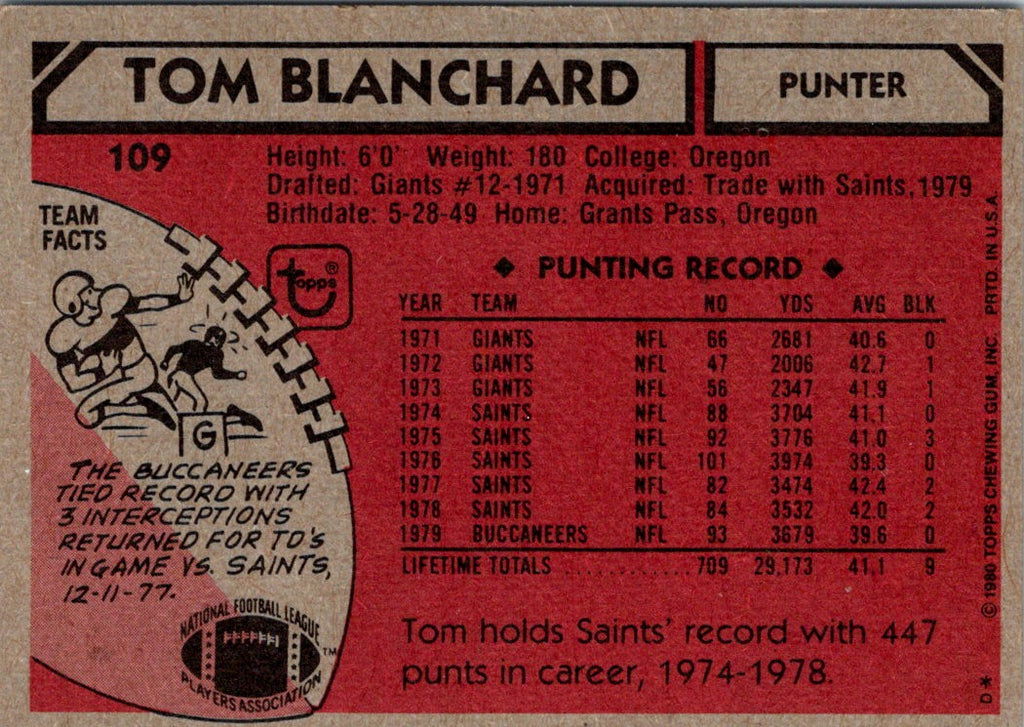 TOM BLANCHARD
PUNTER
109
Height: 6'0' Weight: 180 College: Oregon
Drafted: Giants #12-1971 Acquired: Trade with Saints, 1979
Birthdate: 5-28-49 Home: Grants Pass, Oregon
TEAM
FACTS
G
THE BUCCANEERS
TIED RECORD WITH
3 INTERCEPTIONS
RETURNED FOR TD'S
IN GAME VS. SAINTS,
12-11-77.
NATIONAL FOOTBALL LEAGUE
PLAYERS ASSOCIATION
TM
topps®
◆ PUNTING RECORD ◆
YEAR TEAM NO YDS AVG BLK
1971 GIANTS NFL 66 2681 40.6 0
1972 GIANTS NFL 47 2006 42.7 1
1973 GIANTS NFL 56 2347 41.9 1
1974 SAINTS NFL 88 3704 41.1 0
1975 SAINTS NFL 92 3776 41.0 3
1976 SAINTS NFL 101 3974 39.3 0
1977 SAINTS NFL 82 3474 42.4 2
1978 SAINTS NFL 84 3532 42.0 2
1979 BUCCANEERS NFL 93 3679 39.6 0
LIFETIME TOTALS ............ 709 29,173 41.1 9
Tom holds Saints' record with 447
punts in career, 1974-1978.
© 1980 TOPPS CHEWING GUM, INC. PRTD. IN U.S.A.
D*